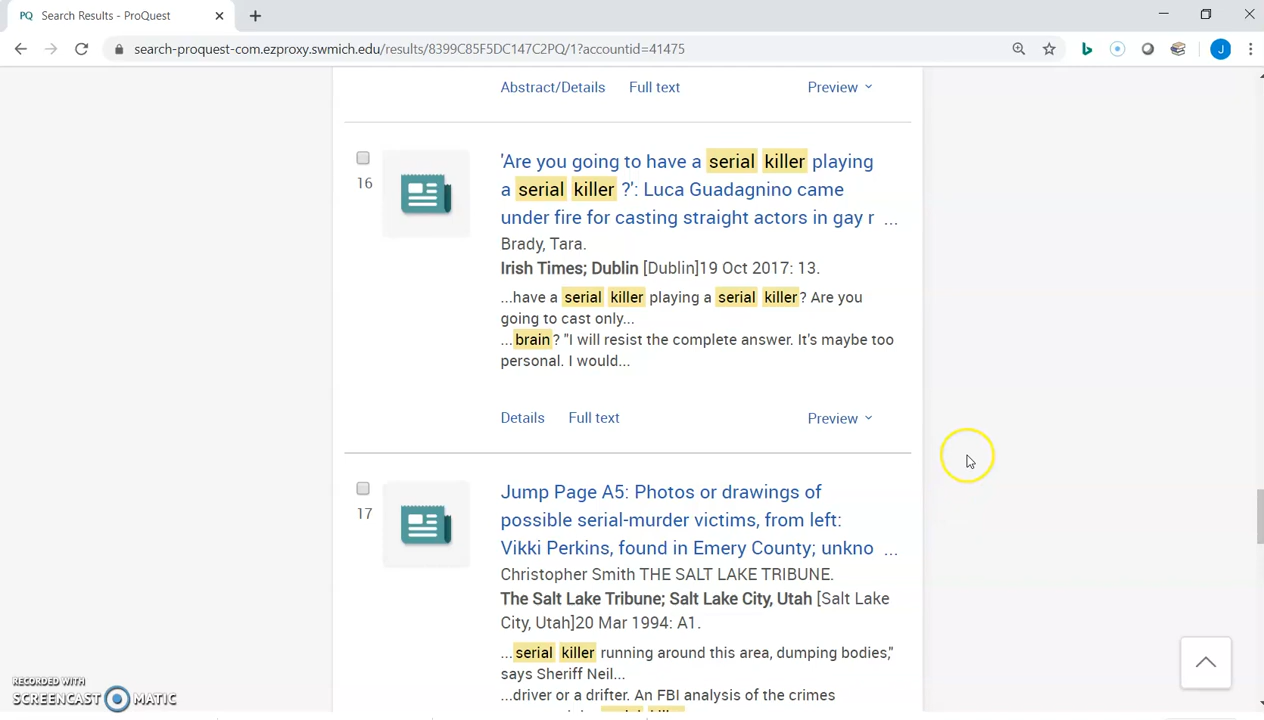 PQ Search Results - ProQuest
search-proquest-com.ezproxy.swmich.edu/results/8399C85F5DC147C2PQ/1?accountid=41475
J
Abstract/Details Full text Preview
16
'Are you going to have a serial killer playing
a serial killer ?': Luca Guadagnino came
under fire for casting straight actors in gay r ...
Brady, Tara.
Irish Times; Dublin [Dublin]19 Oct 2017: 13.
...have a serial killer playing a serial killer? Are you
going to cast only...
...brain? "I will resist the complete answer. It's maybe too
personal. I would...
Details Full text Preview
17
Jump Page A5: Photos or drawings of
possible serial-murder victims, from left:
Vikki Perkins, found in Emery County; unkno ...
Christopher Smith THE SALT LAKE TRIBUNE.
The Salt Lake Tribune; Salt Lake City, Utah [Salt Lake
City, Utah]20 Mar 1994: A1.
...serial killer running around this area, dumping bodies,"
says Sheriff Neil...
...driver or a drifter. An FBI analysis of the crimes
RECORDED WITH
SCREENCAST MATIC